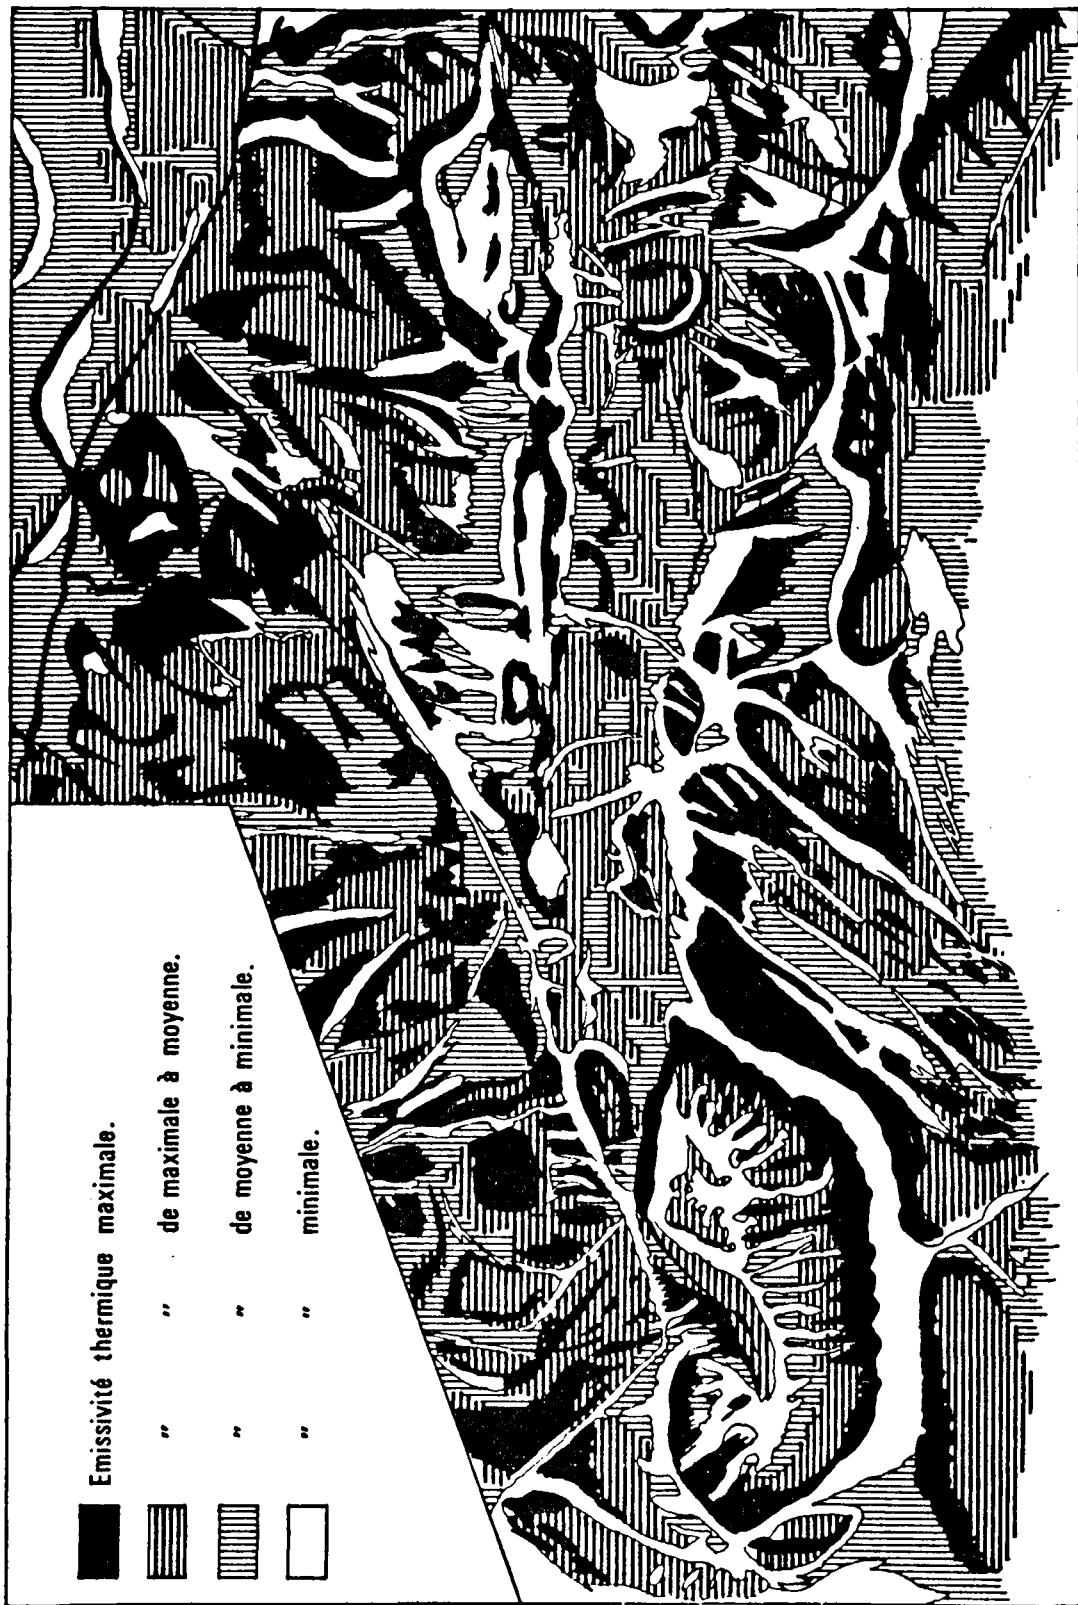 Emissivité thermique maximale.
" " de maximale à moyenne.
" " de moyenne à minimale.
" " minimale.